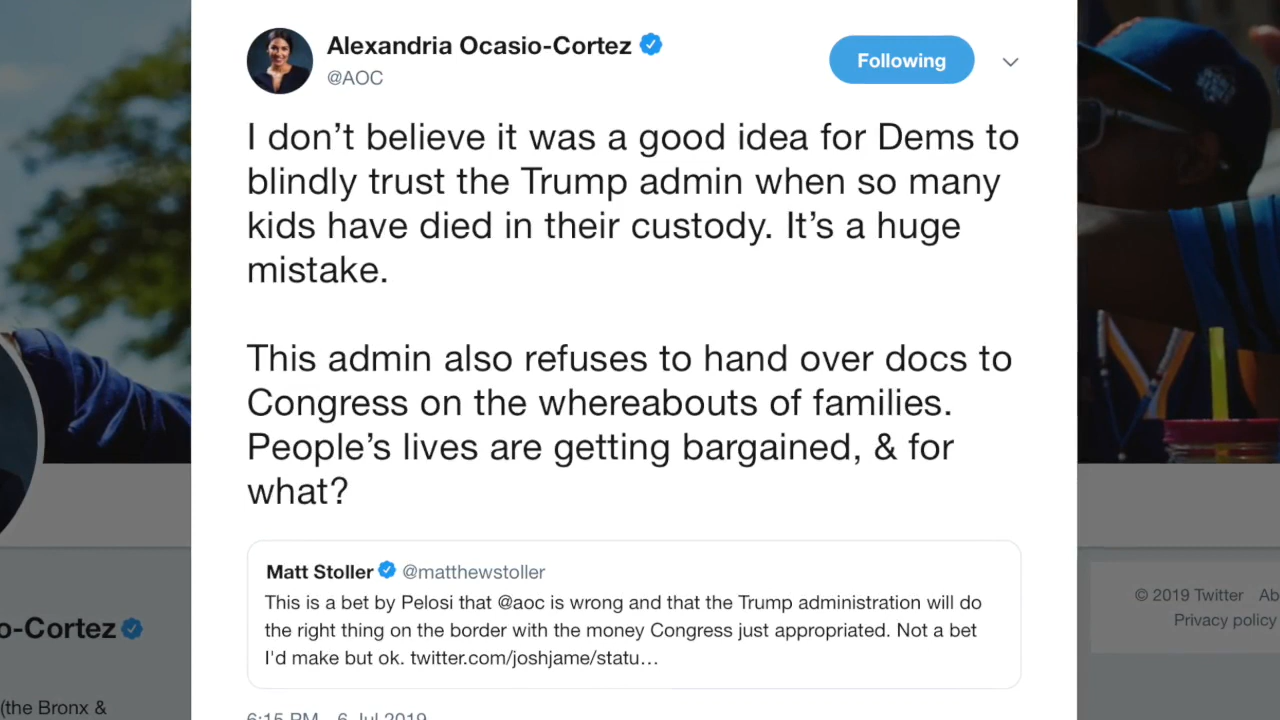 Alexandria Ocasio-Cortez
@AOC
Following
I don’t believe it was a good idea for Dems to
blindly trust the Trump admin when so many
kids have died in their custody. It’s a huge
mistake.
This admin also refuses to hand over docs to
Congress on the whereabouts of families.
People’s lives are getting bargained, & for
what?
Matt Stoller @matthewstoller
This is a bet by Pelosi that @aoc is wrong and that the Trump administration will do
the right thing on the border with the money Congress just appropriated. Not a bet
I'd make but ok. twitter.com/joshjame/statu…
6:15 PM - 6 Jul 2019
o-Cortez
(the Bronx &
© 2019 Twitter Ab
Privacy policy